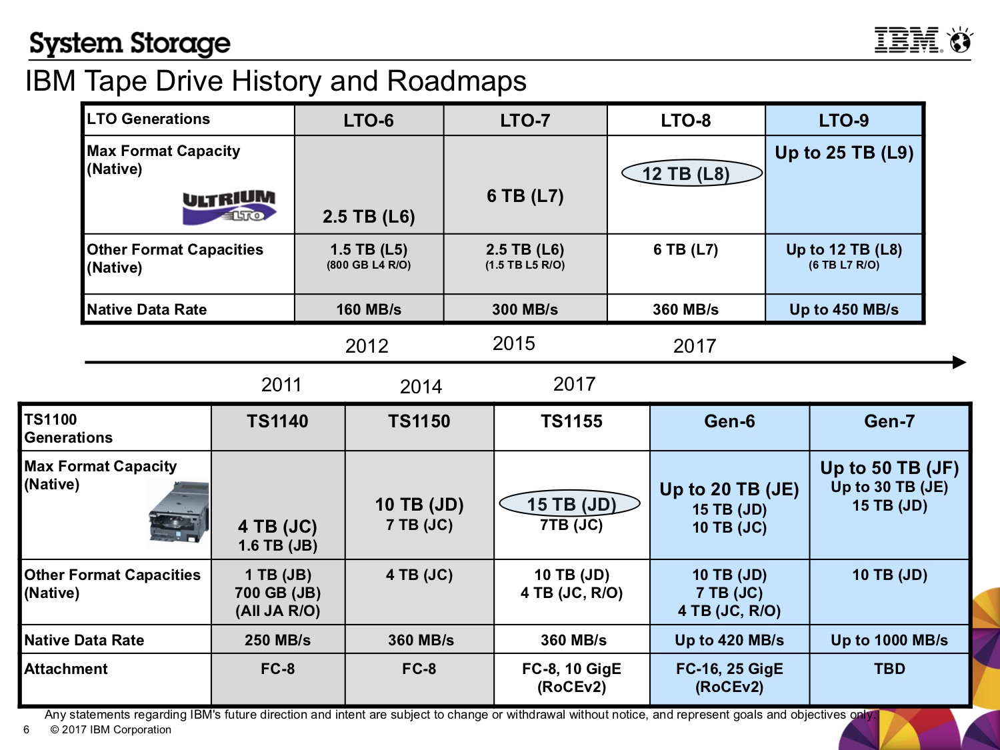 System Storage
IBM
IBM Tape Drive History and Roadmaps
LTO Generations
LTO-6
LTO-7
LTO-8
LTO-9
Max Format Capacity
(Native)
ULTRIUM
LTO
2.5 TB (L6)
6 TB (L7)
12 TB (L8)
Up to 25 TB (L9)
Other Format Capacities
(Native)
1.5 TB (L5)
(800 GB L4 R/O)
2.5 TB (L6)
(1.5 TB L5 R/O)
6 TB (L7)
Up to 12 TB (L8)
(6 TB L7 R/O)
Native Data Rate
160 MB/s
300 MB/s
360 MB/s
Up to 450 MB/s
2012
2015
2017
2011
2014
2017
TS1100
Generations
TS1140
TS1150
TS1155
Gen-6
Gen-7
Max Format Capacity
(Native)
4 TB (JC)
1.6 TB (JB)
10 TB (JD)
7 TB (JC)
15 TB (JD)
7TB (JC)
Up to 20 TB (JE)
15 TB (JD)
10 TB (JC)
Up to 50 TB (JF)
Up to 30 TB (JE)
15 TB (JD)
Other Format Capacities
(Native)
1 TB (JB)
700 GB (JB)
(All JA R/O)
4 TB (JC)
10 TB (JD)
4 TB (JC, R/O)
10 TB (JD)
7 TB (JC)
4 TB (JC, R/O)
10 TB (JD)
Native Data Rate
250 MB/s
360 MB/s
360 MB/s
Up to 420 MB/s
Up to 1000 MB/s
Attachment
FC-8
FC-8
FC-8, 10 GigE
(RoCEv2)
FC-16, 25 GigE
(RoCEv2)
TBD
Any statements regarding IBM's future direction and intent are subject to change or withdrawal without notice, and represent goals and objectives only.
6 © 2017 IBM Corporation